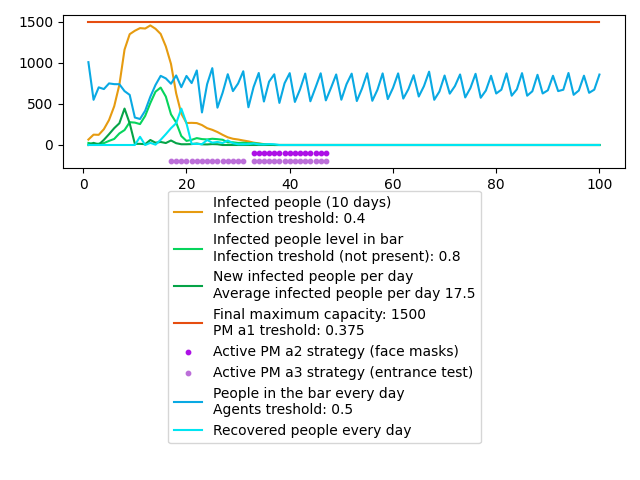 1500
1000
500
0
0 20 40 60 80 100
Infected people (10 days)
Infection treshold: 0.4
Infected people level in bar
Infection treshold (not present): 0.8
New infected people per day
Average infected people per day 17.5
Final maximum capacity: 1500
PM a1 treshold: 0.375
Active PM a2 strategy (face masks)
Active PM a3 strategy (entrance test)
People in the bar every day
Agents treshold: 0.5
Recovered people every day